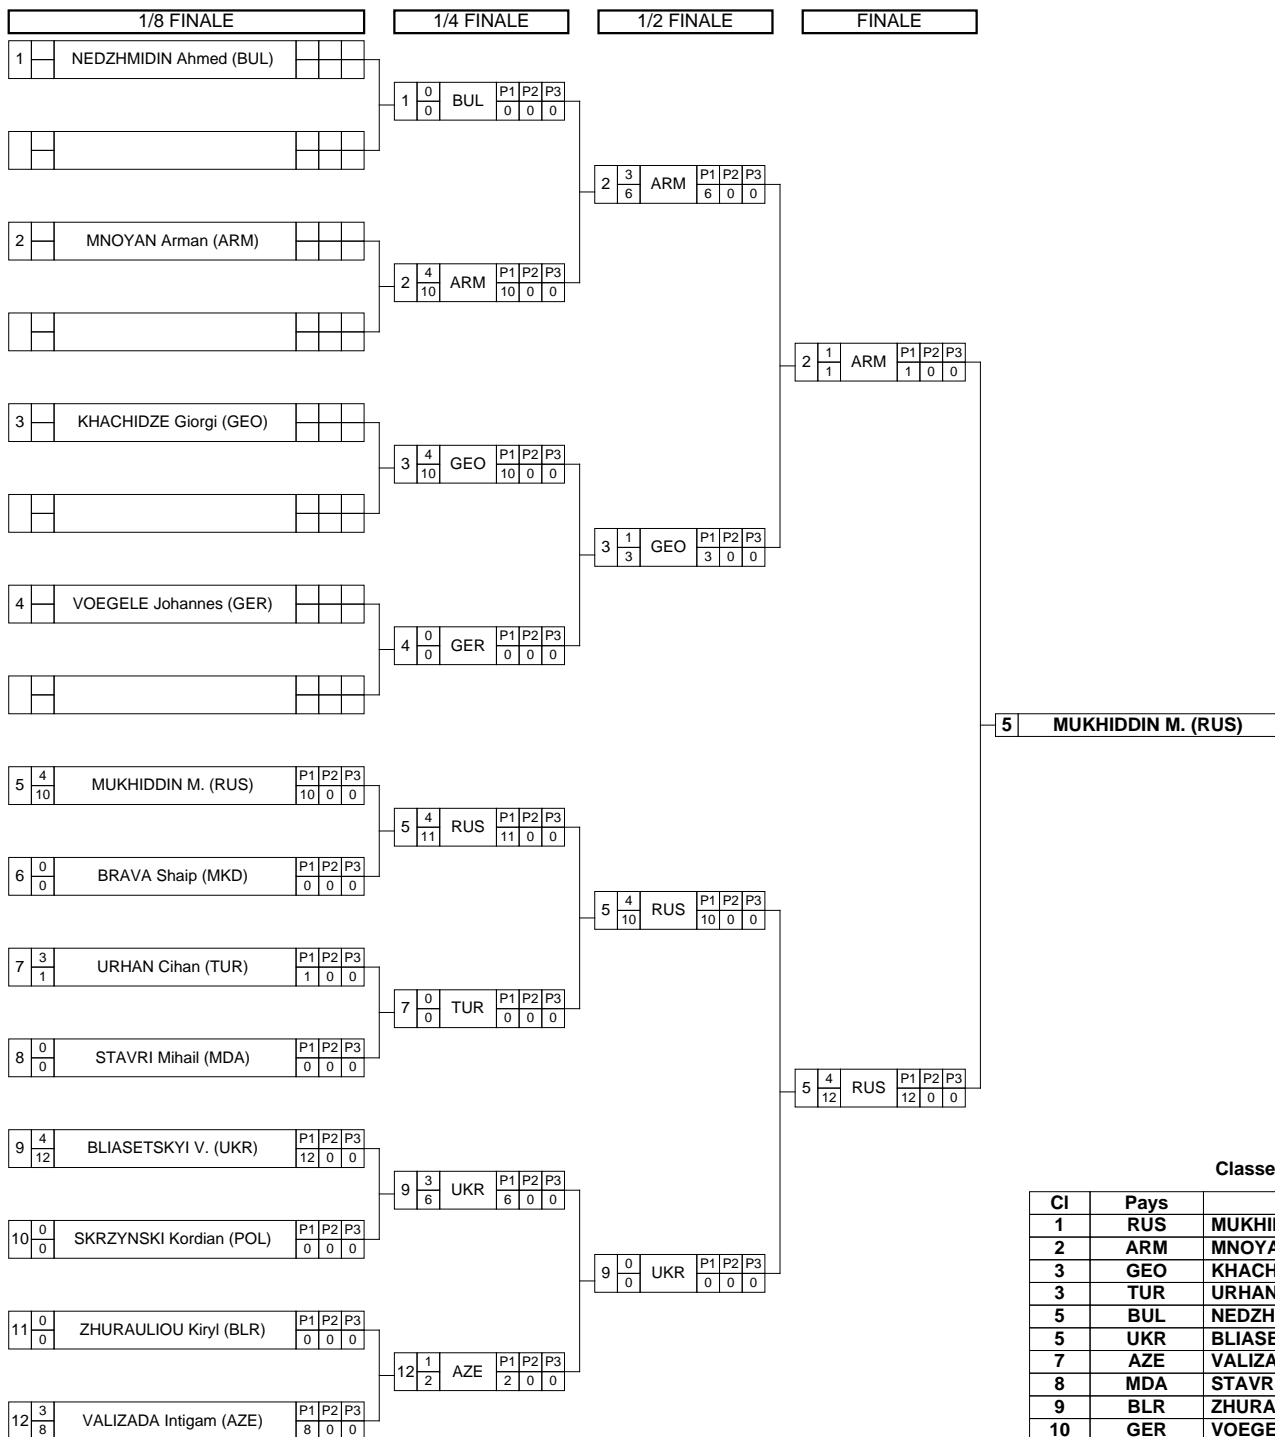 1/8 FINALE 1/4 FINALE 1/2 FINALE FINALE
1 NEDZHMIDIN Ahmed (BUL)
1 0 0 BUL P1 P2 P3 0 0 0
2 3 6 ARM P1 P2 P3 6 0 0
2 MNOYAN Arman (ARM)
2 4 10 ARM P1 P2 P3 10 0 0
2 1 1 ARM P1 P2 P3 1 0 0
3 KHACHIDZE Giorgi (GEO)
3 4 10 GEO P1 P2 P3 10 0 0
3 1 3 GEO P1 P2 P3 3 0 0
4 VOEGELE Johannes (GER)
4 0 0 GER P1 P2 P3 0 0 0
5 MUKHIDDIN M. (RUS)
5 4 10 MUKHIDDIN M. (RUS) P1 P2 P3 10 0 0
5 4 11 RUS P1 P2 P3 11 0 0
6 0 0 BRAVA Shaip (MKD) P1 P2 P3 0 0 0
5 4 10 RUS P1 P2 P3 10 0 0
7 3 1 URHAN Cihan (TUR) P1 P2 P3 1 0 0
7 0 0 TUR P1 P2 P3 0 0 0
8 0 0 STAVRI Mihail (MDA) P1 P2 P3 0 0 0
5 4 12 RUS P1 P2 P3 12 0 0
9 4 12 BLIASETSKYI V. (UKR) P1 P2 P3 12 0 0
9 3 6 UKR P1 P2 P3 6 0 0
10 0 0 SKRZYNSKI Kordian (POL) P1 P2 P3 0 0 0
9 0 0 UKR P1 P2 P3 0 0 0
11 0 0 ZHURAULIOU Kiryl (BLR) P1 P2 P3 0 0 0
12 1 2 AZE P1 P2 P3 2 0 0
12 3 8 VALIZADA Intigam (AZE) P1 P2 P3 8 0 0
Classe
Cl Pays
1 RUS MUKHI
2 ARM MNOYA
3 GEO KHACH
3 TUR URHAN
5 BUL NEDZH
5 UKR BLIASE
7 AZE VALIZA
8 MDA STAVR
9 BLR ZHURA
10 GER VOEGE